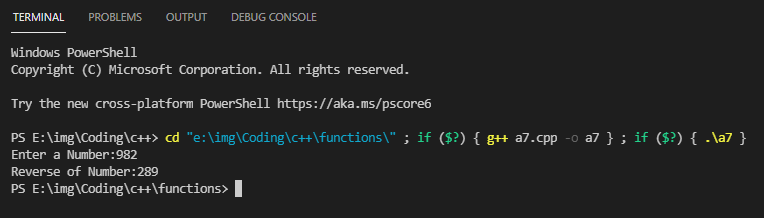 TERMINAL PROBLEMS OUTPUT DEBUG CONSOLE
Windows PowerShell
Copyright (C) Microsoft Corporation. All rights reserved.
Try the new cross-platform PowerShell https://aka.ms/pscore6
PS E:\img\Coding\c++> cd "e:\img\Coding\c++\functions\" ; if ($?) { g++ a7.cpp -o a7 } ; if ($?) { .\a7 }
Enter a Number:982
Reverse of Number:289
PS E:\img\Coding\c++\functions>